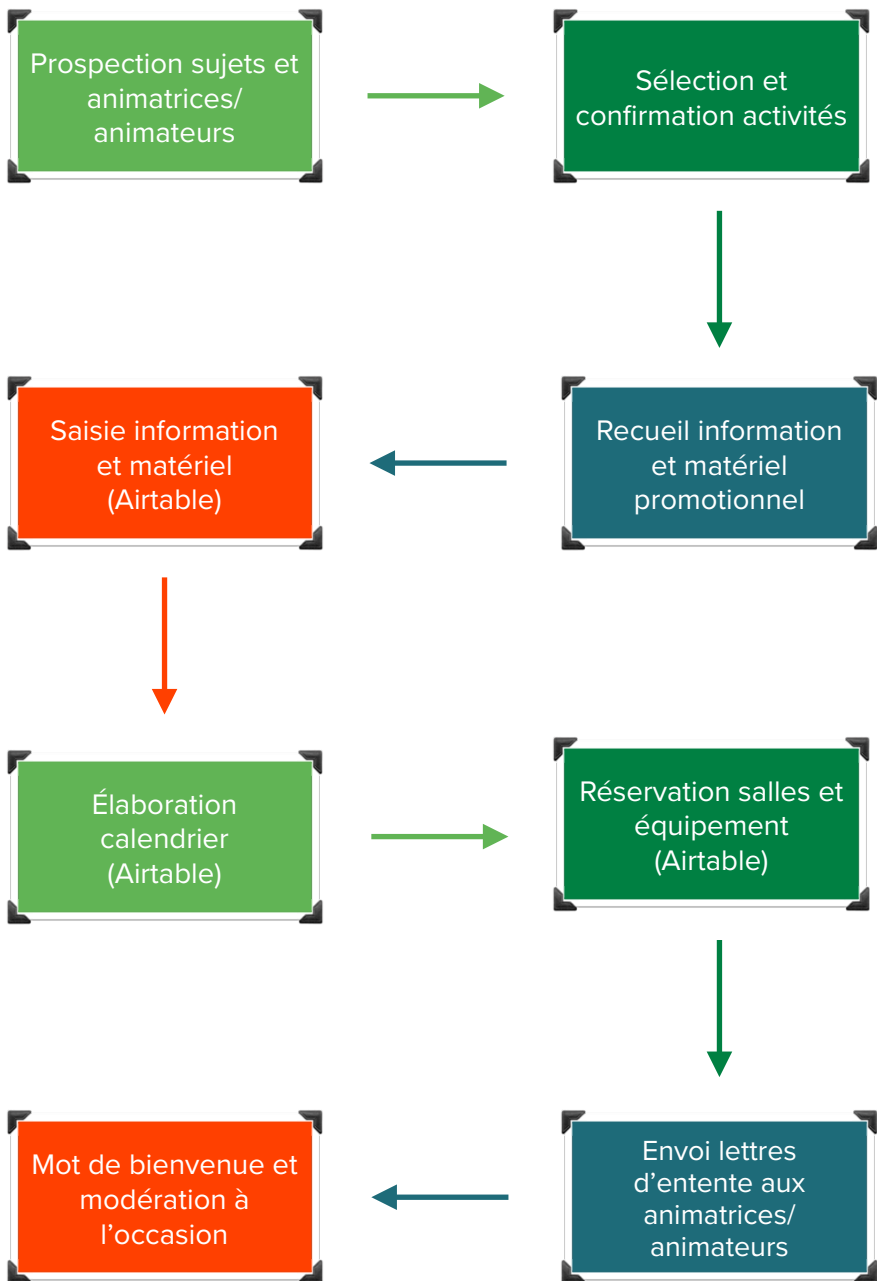 Prospection sujets et
animatrices/
animateurs
Sélection et
confirmation activités
Recueil information
et matériel
promotionnel
Saisie information
et matériel
(Airtable)
Élaboration
calendrier
(Airtable)
Réservation salles et
équipement
(Airtable)
Envoi lettres
d’entente aux
animatrices/
animateurs
Mot de bienvenue et
modération à
l’occasion